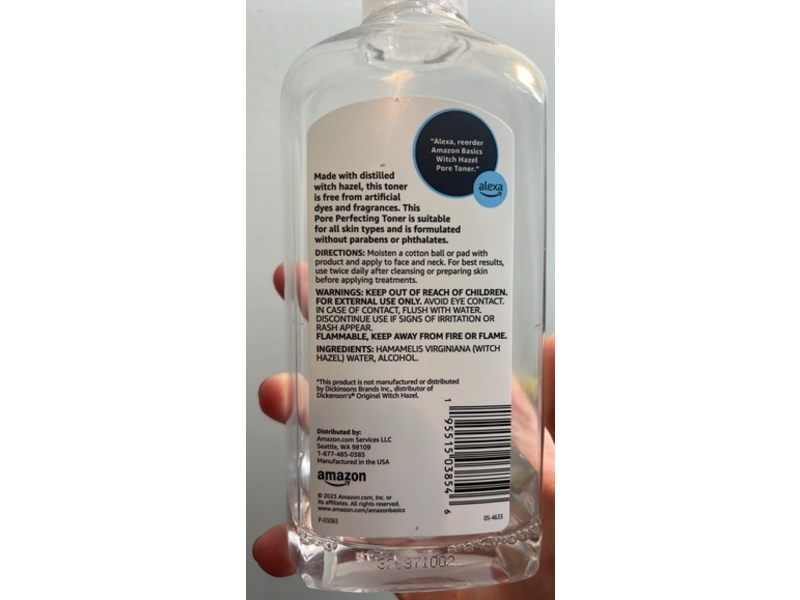 "Alexa, reorder
Amazon Basics
Witch Hazel
Pore Toner."
alexa
Made with distilled
witch hazel, this toner
is free from artificial
dyes and fragrances. This
Pore Perfecting Toner is suitable
for all skin types and is formulated
without parabens or phthalates.
DIRECTIONS: Moisten a cotton ball or pad with
product and apply to face and neck. For best results,
use twice daily after cleansing or preparing skin
before applying treatments.
WARNINGS: KEEP OUT OF REACH OF CHILDREN.
FOR EXTERNAL USE ONLY. AVOID EYE CONTACT.
IN CASE OF CONTACT, FLUSH WITH WATER.
DISCONTINUE USE IF SIGNS OF IRRITATION OR
RASH APPEAR.
FLAMMABLE, KEEP AWAY FROM FIRE OR FLAME.
INGREDIENTS: HAMAMELIS VIRGINIANA (WITCH
HAZEL) WATER, ALCOHOL.
*This product is not manufactured or distributed
by Dickinsons Brands Inc., distributor of
Dickenson's® Original Witch Hazel.
Distributed by:
Amazon.com Services LLC
Seattle, WA 98109
1-877-485-0385
Manufactured in the USA
amazon
© 2023 Amazon.com, Inc. or
its affiliates. All rights reserved.
www.amazon.com/amazonbasics
P-03083
1 95515 03854 6
05-4633